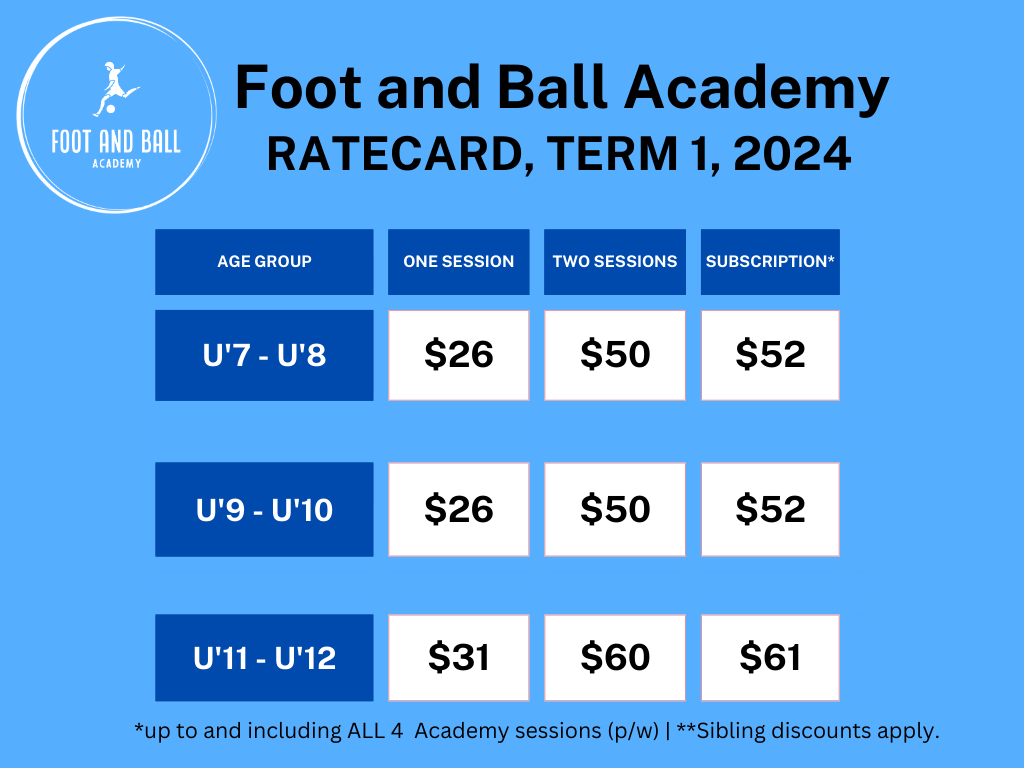 FOOT AND BALL
ACADEMY
Foot and Ball Academy
RATECARD, TERM 1, 2024
AGE GROUP ONE SESSION TWO SESSIONS SUBSCRIPTION*
U'7 - U'8 $26 $50 $52
U'9 - U'10 $26 $50 $52
U'11 - U'12 $31 $60 $61
*up to and including ALL 4 Academy sessions (p/w) | **Sibling discounts apply.